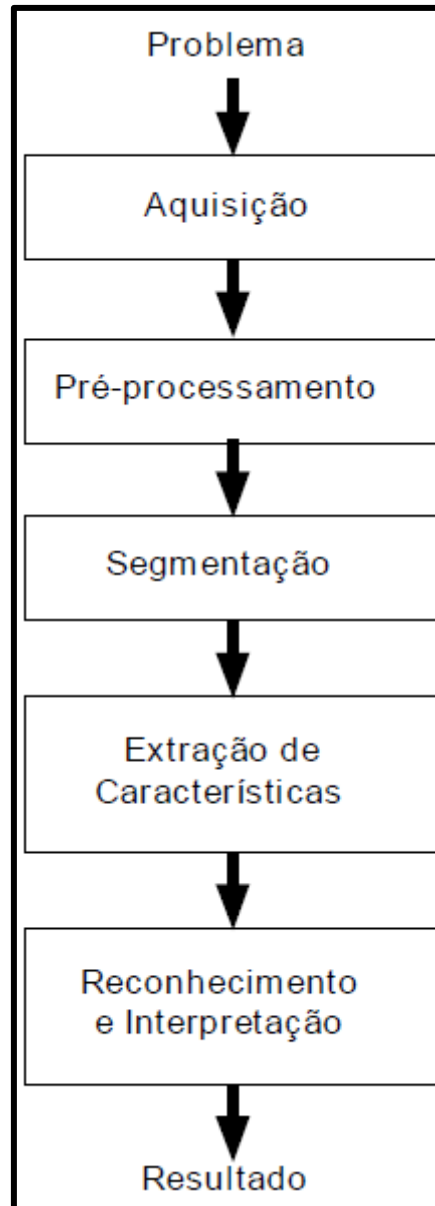 Problema
Aquisição
Pré-processamento
Segmentação
Extração de
Características
Reconhecimento
e Interpretação
Resultado